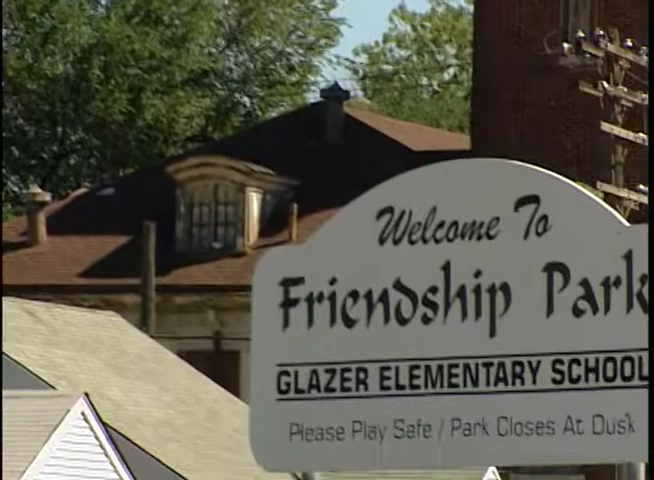 Welcome To
Friendship Park
GLAZER ELEMENTARY SCHOOL
Please Play Safe / Park Closes At Dusk